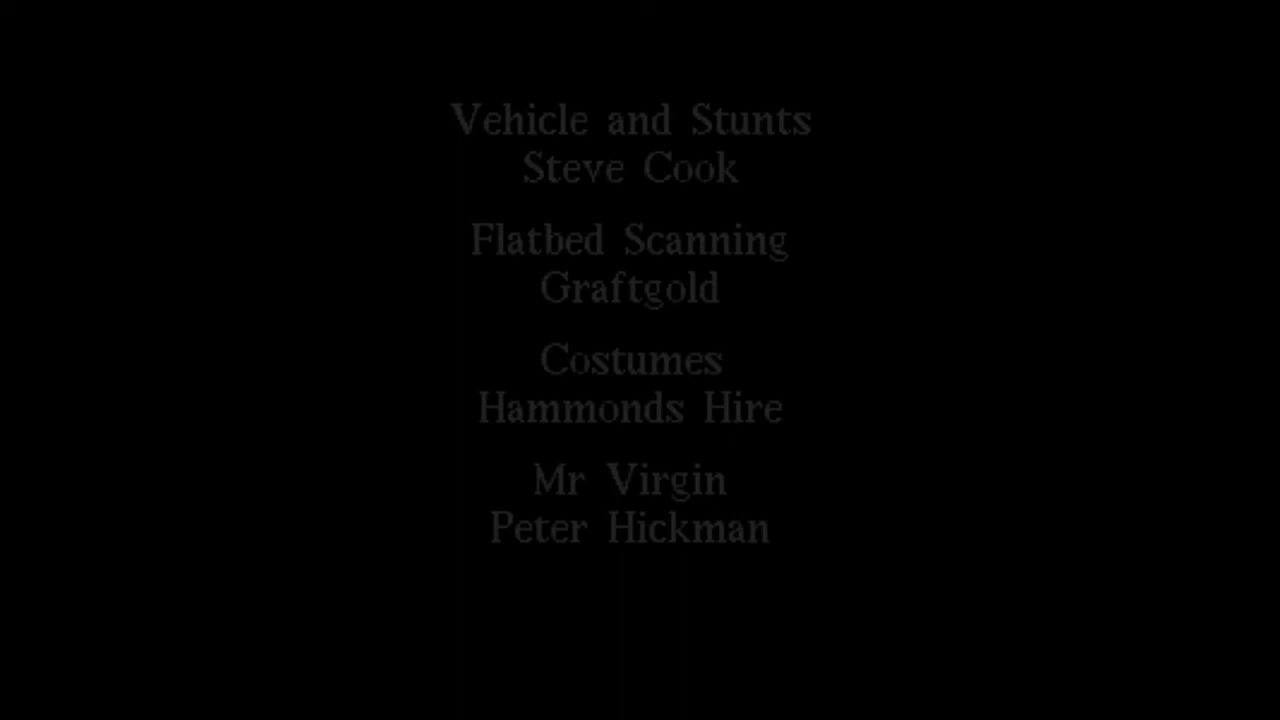 Vehicle and Stunts
Steve Cook
Flatbed Scanning
Graftgold
Costumes
Hammonds Hire
Mr Virgin
Peter Hickman